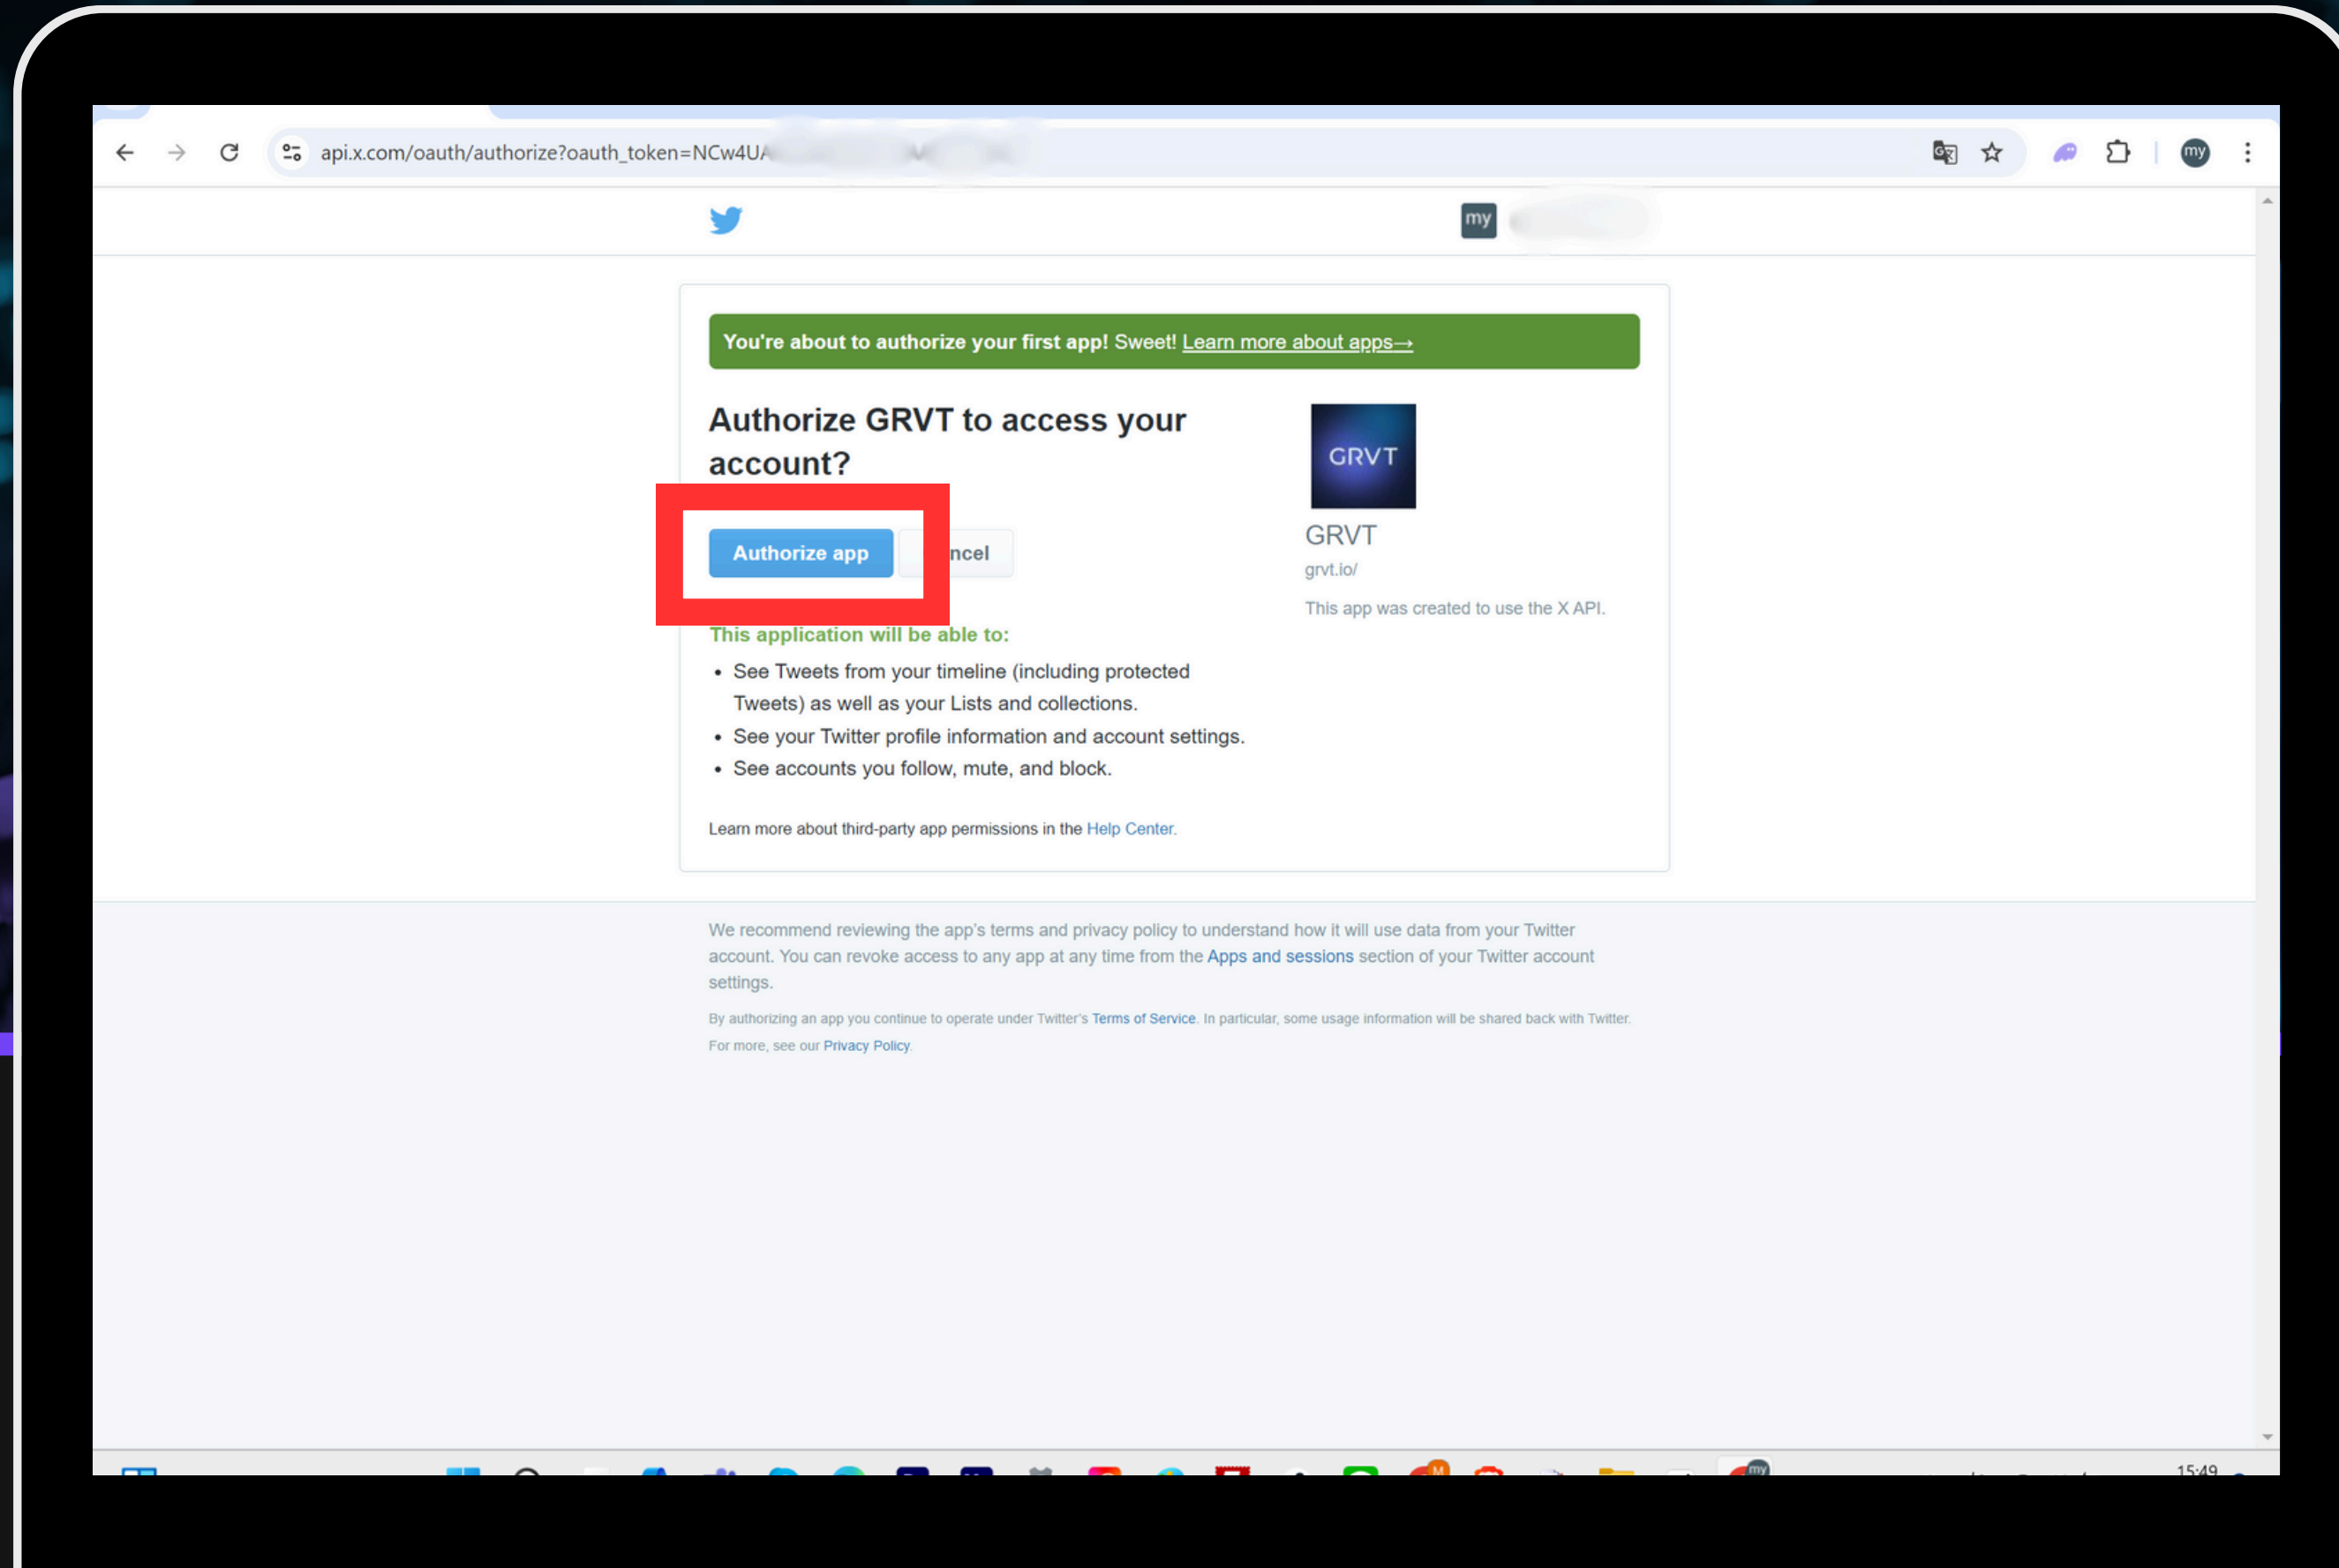 api.x.com/oauth/authorize?oauth_token=NCw4UA
my
my
You're about to authorize your first app! Sweet! Learn more about apps→
Authorize GRVT to access your
account?
GRVT
Authorize app
ncel
GRVT
grvt.io/
This app was created to use the X API.
This application will be able to:
• See Tweets from your timeline (including protected
Tweets) as well as your Lists and collections.
• See your Twitter profile information and account settings.
• See accounts you follow, mute, and block.
Learn more about third-party app permissions in the Help Center.
We recommend reviewing the app's terms and privacy policy to understand how it will use data from your Twitter
account. You can revoke access to any app at any time from the Apps and sessions section of your Twitter account
settings.
By authorizing an app you continue to operate under Twitter's Terms of Service. In particular, some usage information will be shared back with Twitter.
For more, see our Privacy Policy.
M
my
15:49